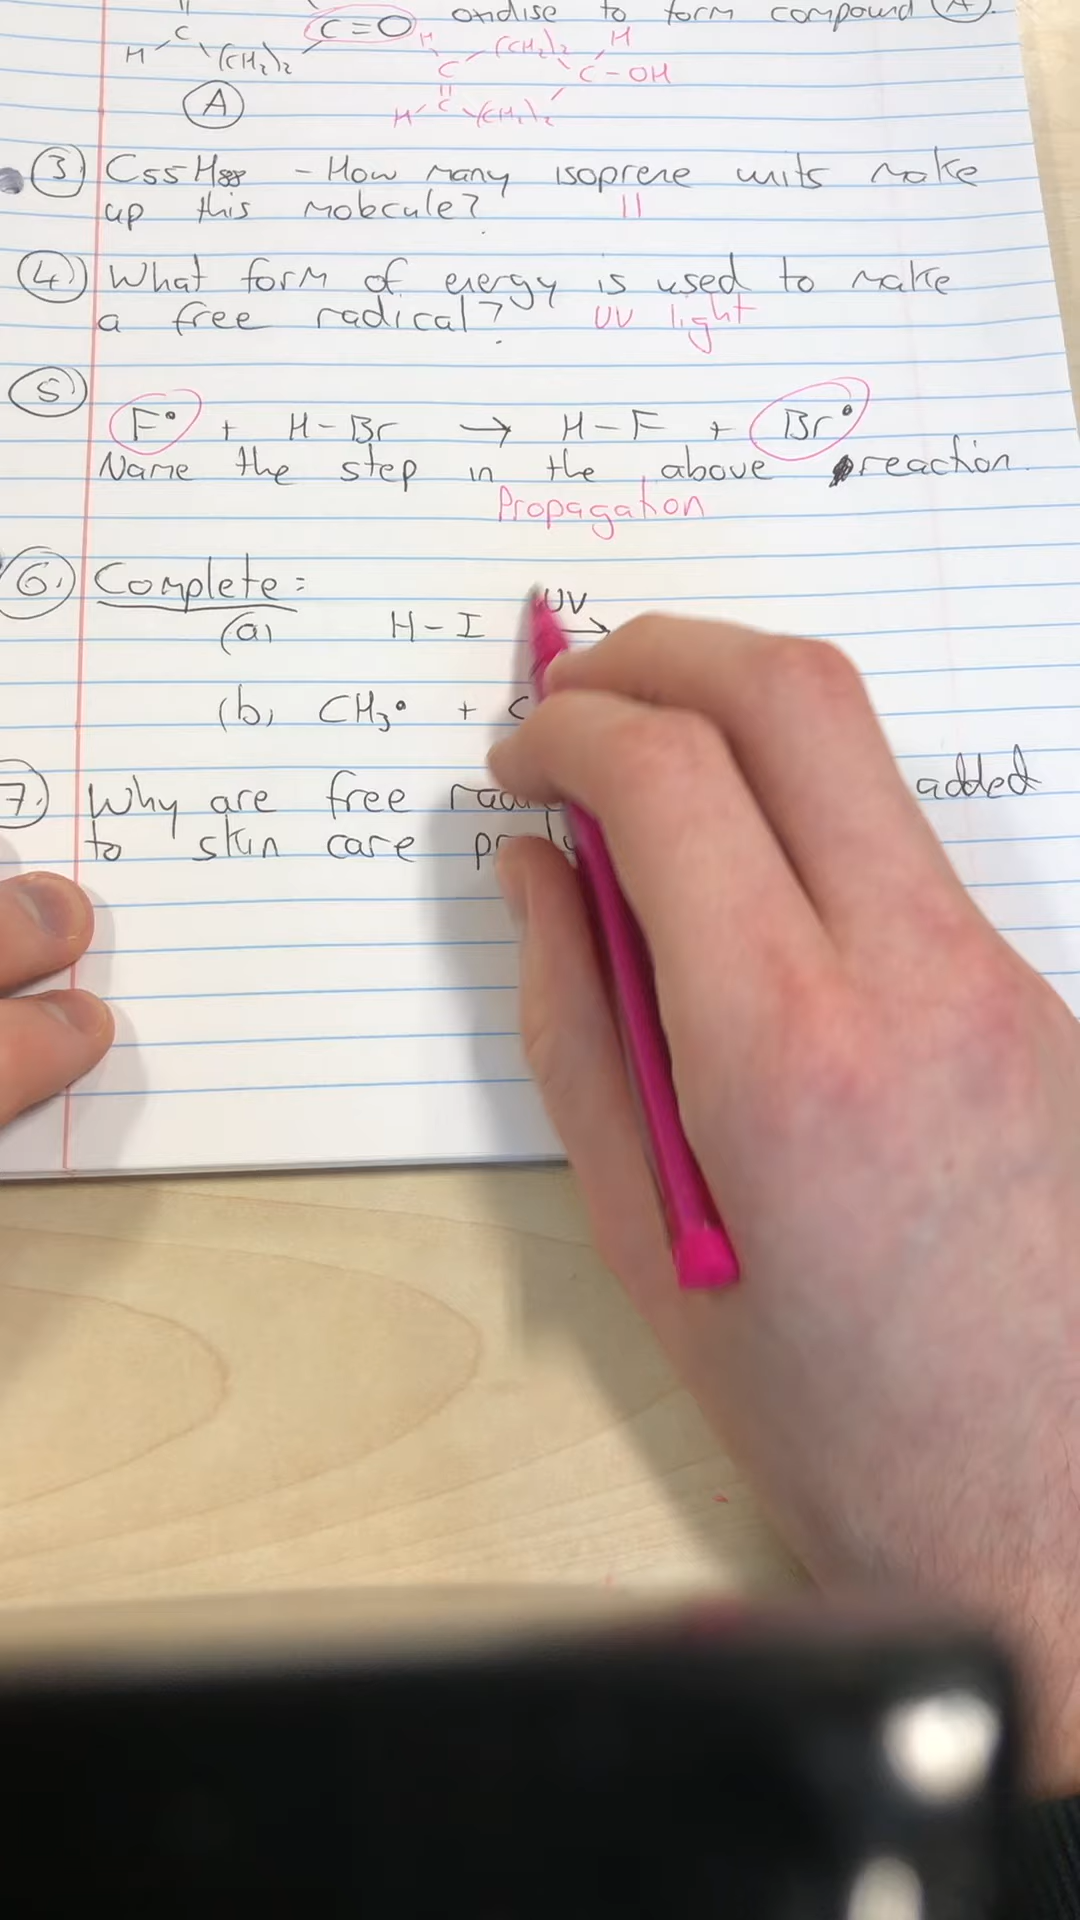 C=O oxidise to form compound (A).
H C (CH₂)₂ H C (CH₂)₂ C-OH H
(A) H C (CH₂)₂
(3.) C55H88 - How many isoprene units make
up this molecule? 11
(4.) What form of energy is used to make
a free radical? UV light
(5.)
F• + H-Br → H-F + Br•
Name the step in the above reaction.
Propagation
(6.) Complete:
(a) H-I UV →
(b) CH₃• + C
(7.) Why are free added
to skin care